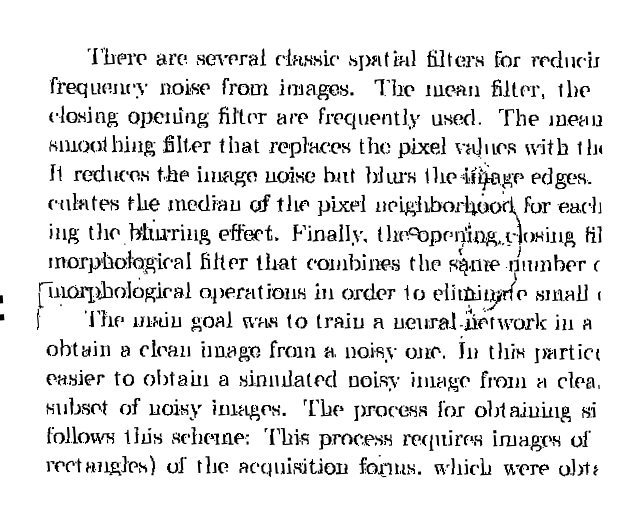 There are several classic spatial filters for reducin
frequency noise from images. The mean filter, the
closing opening filter are frequently used. The mean
smoothing filter that replaces the pixel values with the
It reduces the image noise but blurs the image edges.
culates the median of the pixel neighborhood for each
ing the blurring effect. Finally, the opening closing fil
morphological filter that combines the same number o
morphological operations in order to eliminate small
The main goal was to train a neural network in a
obtain a clean image from a noisy one. In this partic
easier to obtain a simulated noisy image from a clea
subset of noisy images. The process for obtaining si
follows this scheme: This process requires images of
rectangles) of the acquisition forms, which were obta